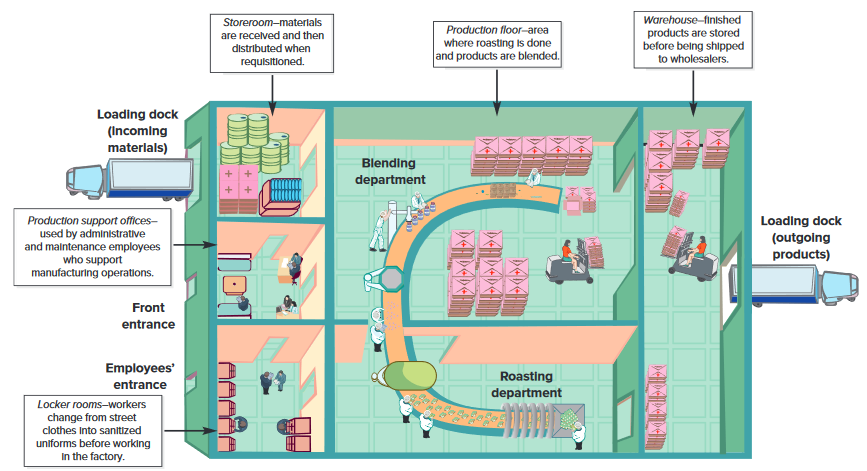 Storeroom–materials
are received and then
distributed when
requisitioned.
Production floor–area
where roasting is done
and products are blended.
Warehouse–finished
products are stored
before being shipped
to wholesalers.
Loading dock
(incoming
materials)
Blending
department
Production support offices–
used by administrative
and maintenance employees
who support
manufacturing operations.
Loading dock
(outgoing
products)
Front
entrance
Employees’
entrance
Roasting
department
Locker rooms–workers
change from street
clothes into sanitized
uniforms before working
in the factory.